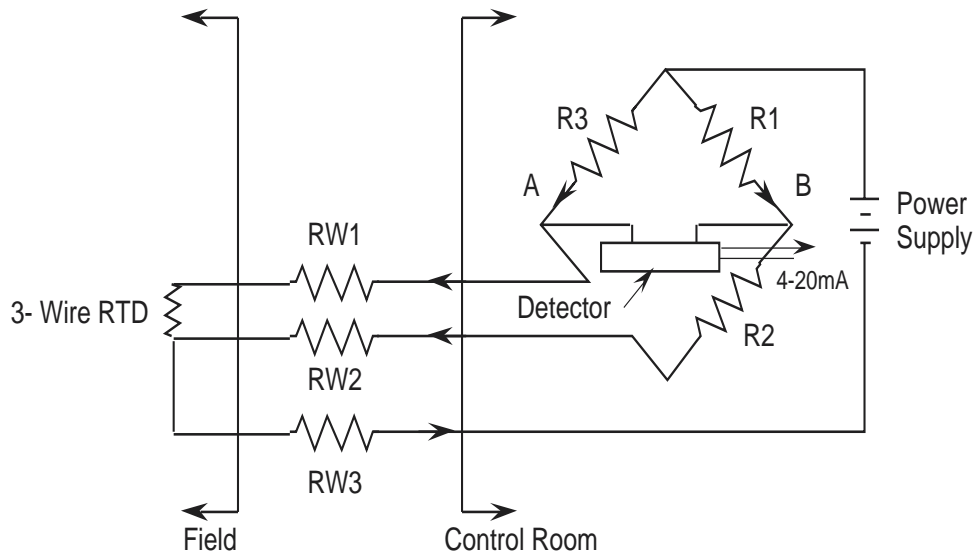 R3
R1
A
B
Power
Supply
RW1
4-20mA
3- Wire RTD
Detector
R2
RW2
RW3
Field
Control Room